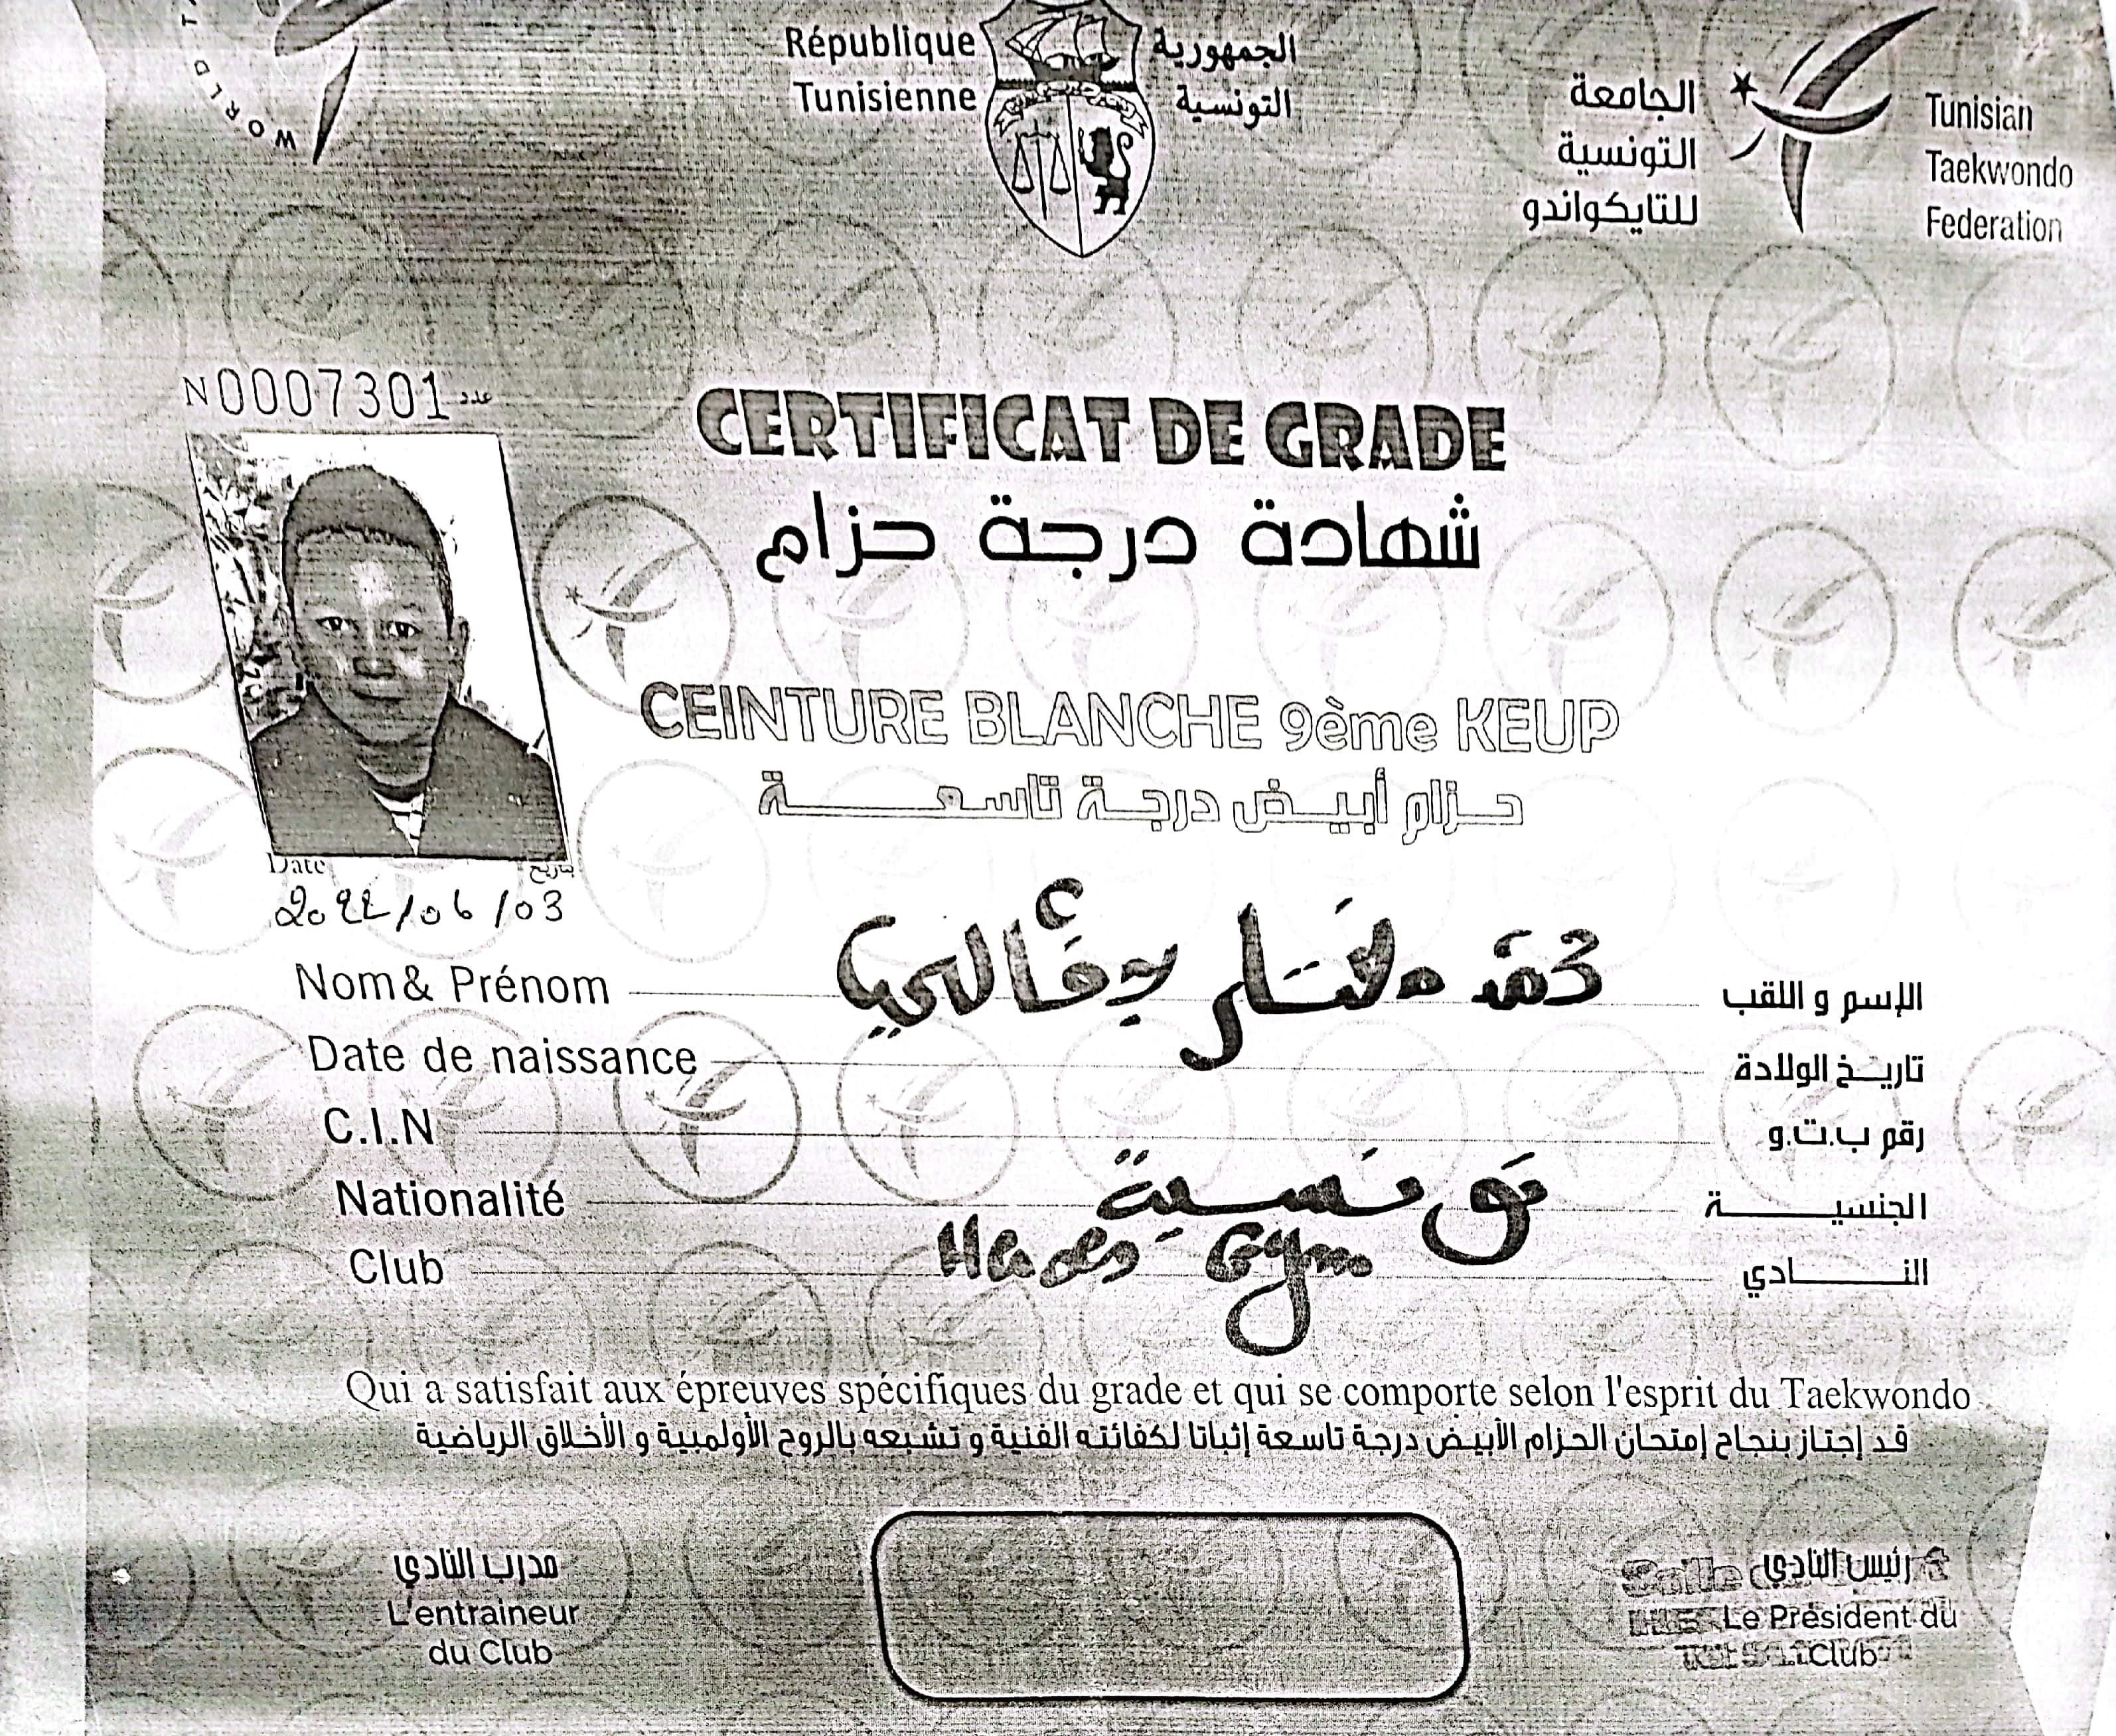 WORLD T
République
Tunisienne
الجمهورية
التونسية
الجامعة
التونسية
للتايكواندو
Tunisian
Taekwondo
Federation
N0007301 عدد
CERTIFICAT DE GRADE
شهادة درجة حزام
CEINTURE BLANCHE 9ème KEUP
حزام أبيض درجة تاسعة
Date تاريخ
2022/06/03
Nom & Prénom الإسم و اللقب
Date de naissance تاريخ الولادة
C.I.N رقم ب.ت.و
Nationalité تونسية الجنسية
Club Hades Gym النادي
Qui a satisfait aux épreuves spécifiques du grade et qui se comporte selon l'esprit du Taekwondo
قد إجتاز بنجاح إمتحان الحزام الأبيض درجة تاسعة إثباتا لكفائته الفنية و تشبعه بالروح الأولمبية و الأخلاق الرياضية
مدرب النادي
L'entraineur
du Club
رئيس النادي
Le Président du
Club